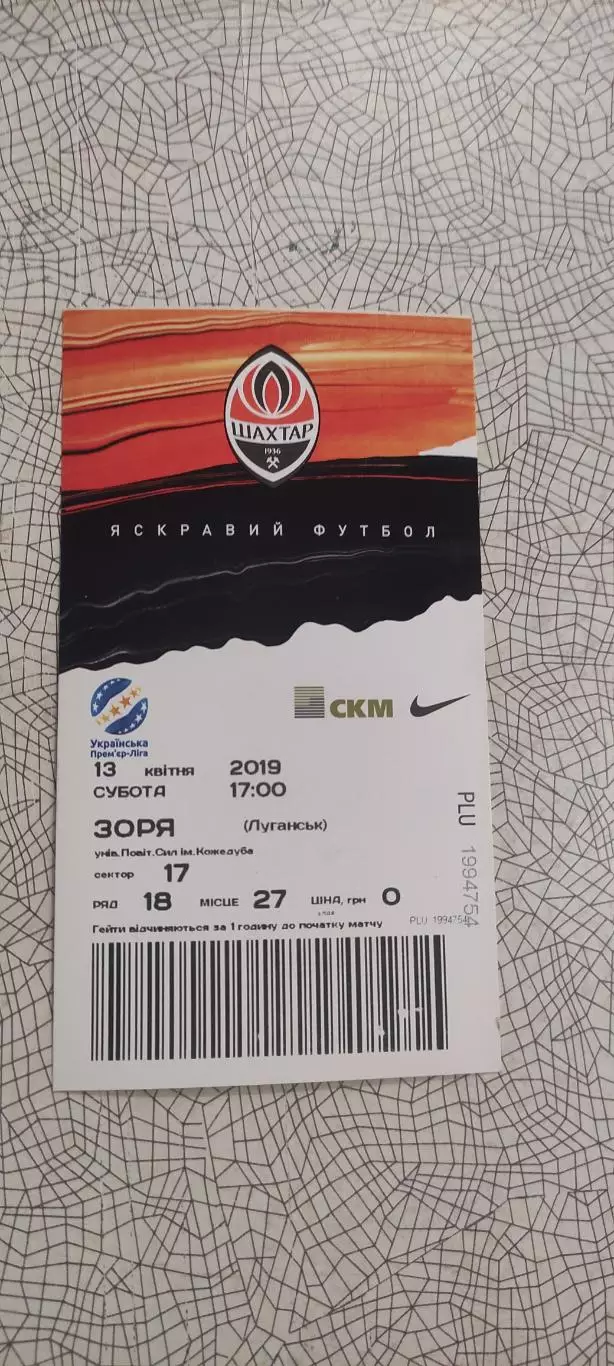 ШАХТАР
1936
ЯСКРАВИЙ ФУТБОЛ
Українська
Прем'єр-Ліга
СКМ
13 квітня 2019
СУБОТА 17:00
ЗОРЯ (Луганськ)
унів.Повіт.Сил ім.Кожедуба
сектор 17
РЯД 18 МІСЦЕ 27 ЦІНА, грн 0
Гейти відчиняються за 1 годину до початку матчу
PLU 1994754
PLU 1994754